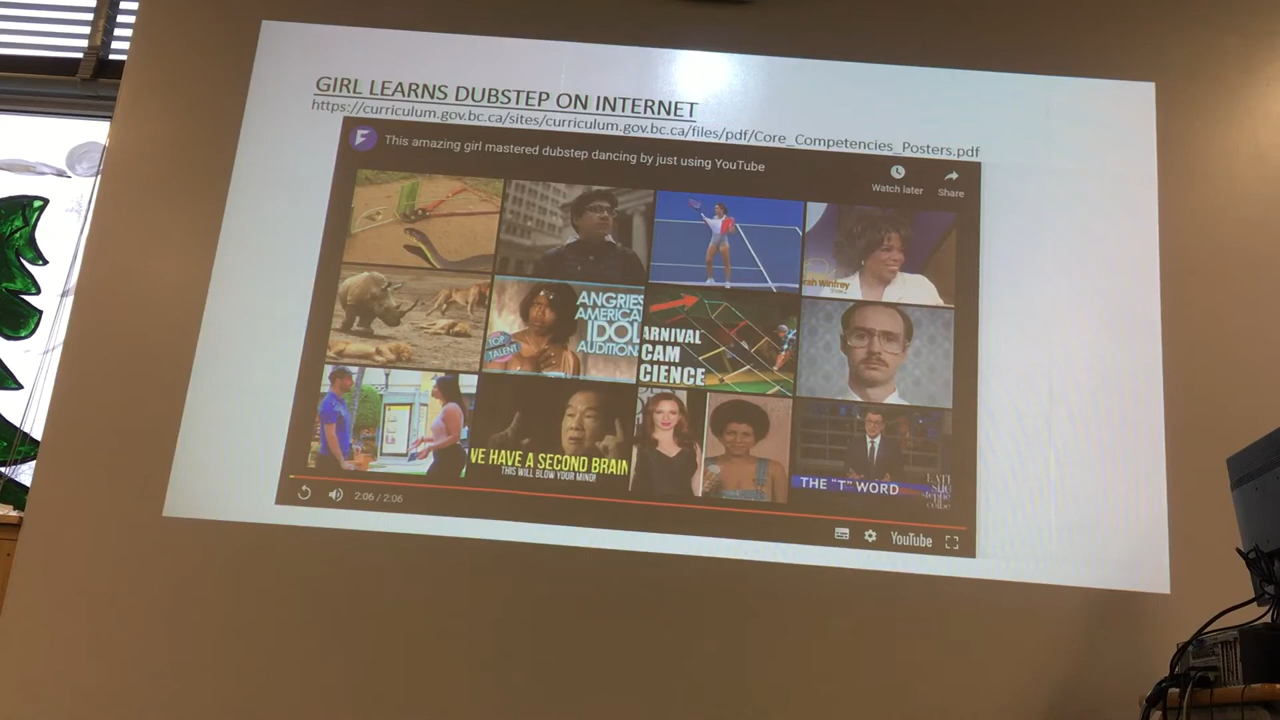 GIRL LEARNS DUBSTEP ON INTERNET
https://curriculum.gov.bc.ca/sites/curriculum.gov.bc.ca/files/pdf/Core_Competencies_Posters.pdf
F
This amazing girl mastered dubstep dancing by just using YouTube
Watch later
Share
rah Winfrey
ANGRIES
AMERICA
IDOL
AUDITION
TOP
TALENT
ARNIVAL
CAM
CIENCE
VE HAVE A SECOND BRAIN
THIS WILL BLOW YOUR MIND!
THE "T" WORD
2:06 / 2:06
YouTube